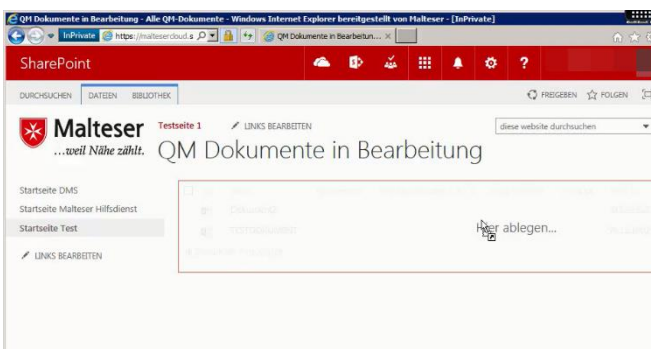 QM Dokumente in Bearbeitung - Alle QM-Dokumente - Windows Internet Explorer bereitgestellt von Malteser - [InPrivate]
InPrivate https://maltesercloud.s QM Dokumente in Bearbeitun...
SharePoint
DURCHSUCHEN DATEIEN BIBLIOTHEK FREIGEBEN FOLGEN
Malteser
...weil Nähe zählt.
Testseite 1 LINKS BEARBEITEN
QM Dokumente in Bearbeitung
diese website durchsuchen
Startseite DMS
Startseite Malteser Hilfsdienst
Startseite Test
LINKS BEARBEITEN
Hier ablegen...